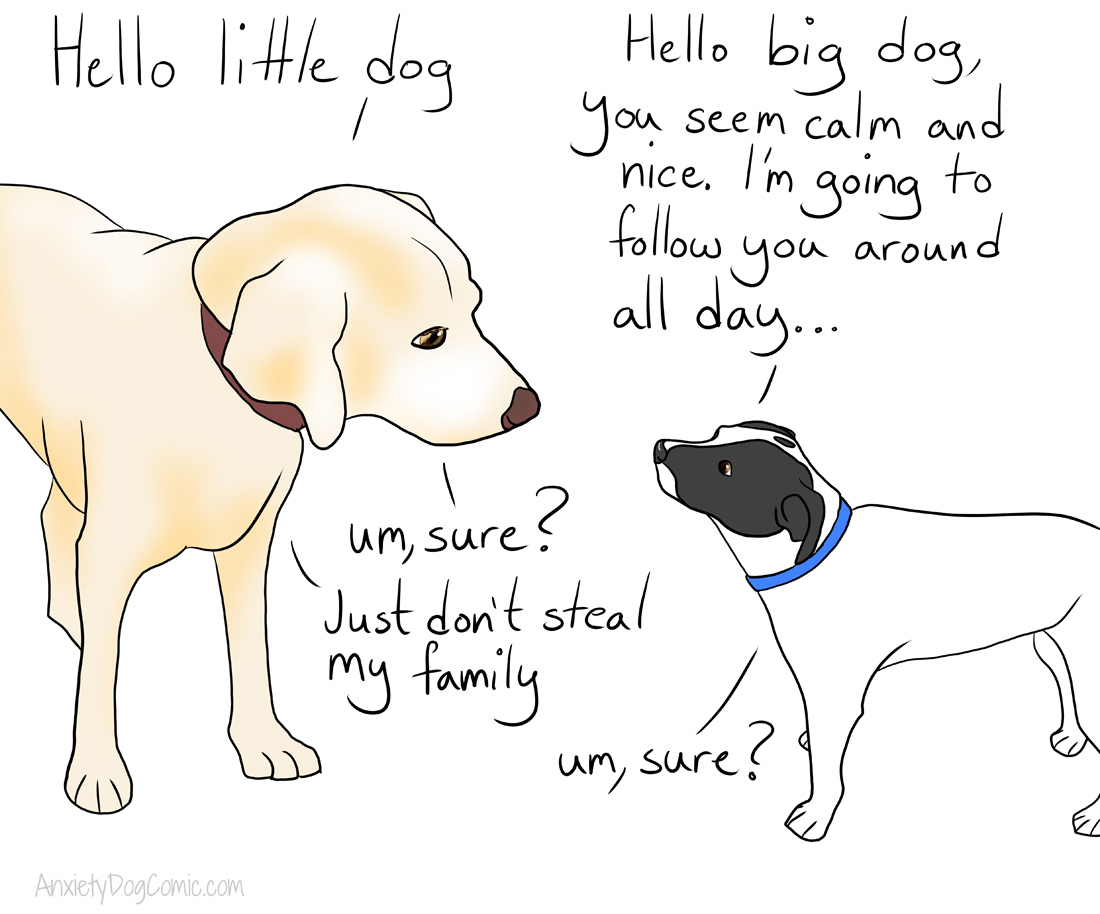 Hello little dog
Hello big dog,
you seem calm and
nice. I'm going to
follow you around
all day...
um, sure?
Just don't steal
my family
um, sure?
AnxietyDogComic.com